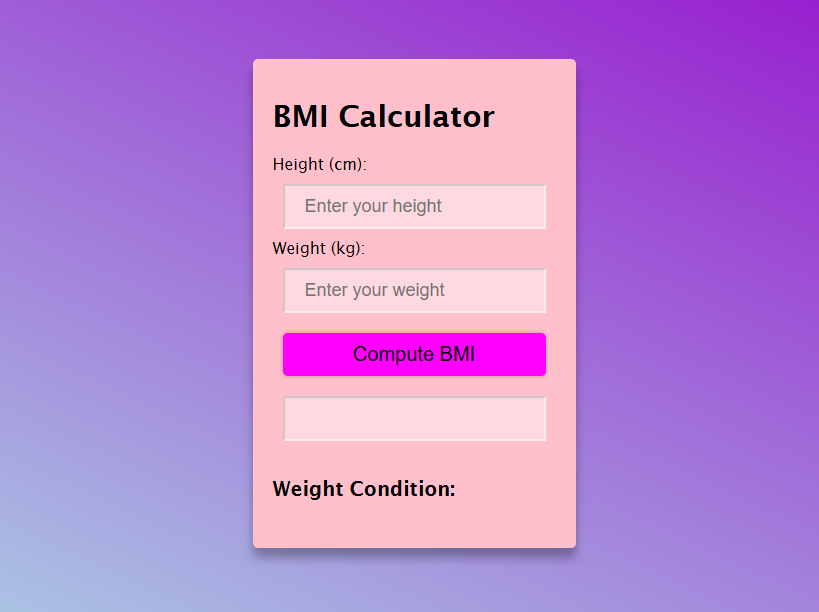 BMI Calculator
Height (cm):
Enter your height
Weight (kg):
Enter your weight
Compute BMI
Weight Condition: